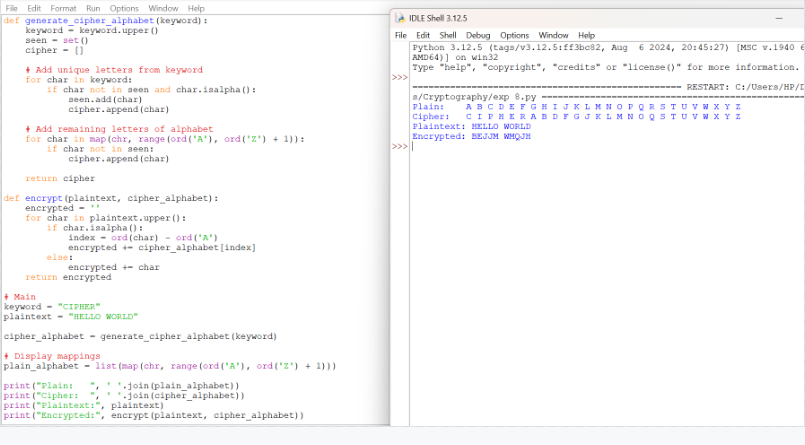 File Edit Format Run Options Window Help
def generate_cipher_alphabet(keyword):
    keyword = keyword.upper()
    seen = set()
    cipher = []

    # Add unique letters from keyword
    for char in keyword:
        if char not in seen and char.isalpha():
            seen.add(char)
            cipher.append(char)

    # Add remaining letters of alphabet
    for char in map(chr, range(ord('A'), ord('Z') + 1)):
        if char not in seen:
            cipher.append(char)

    return cipher

def encrypt(plaintext, cipher_alphabet):
    encrypted = ''
    for char in plaintext.upper():
        if char.isalpha():
            index = ord(char) - ord('A')
            encrypted += cipher_alphabet[index]
        else:
            encrypted += char
    return encrypted

# Main
keyword = "CIPHER"
plaintext = "HELLO WORLD"

cipher_alphabet = generate_cipher_alphabet(keyword)

# Display mappings
plain_alphabet = list(map(chr, range(ord('A'), ord('Z') + 1)))

print("Plain:   ", ' '.join(plain_alphabet))
print("Cipher:  ", ' '.join(cipher_alphabet))
print("Plaintext:", plaintext)
print("Encrypted:", encrypt(plaintext, cipher_alphabet))
IDLE Shell 3.12.5
File Edit Shell Debug Options Window Help
Python 3.12.5 (tags/v3.12.5:ff3bc82, Aug  6 2024, 20:45:27) [MSC v.1940 6
AMD64)] on win32
Type "help", "copyright", "credits" or "license()" for more information.
>>>
= RESTART: C:/Users/HP/
s/Cryptography/exp 8.py =
Plain:    A B C D E F G H I J K L M N O P Q R S T U V W X Y Z
Cipher:   C I P H E R A B D F G J K L M N O Q S T U V W X Y Z
Plaintext: HELLO WORLD
Encrypted: BEJJM WMQJH
>>>